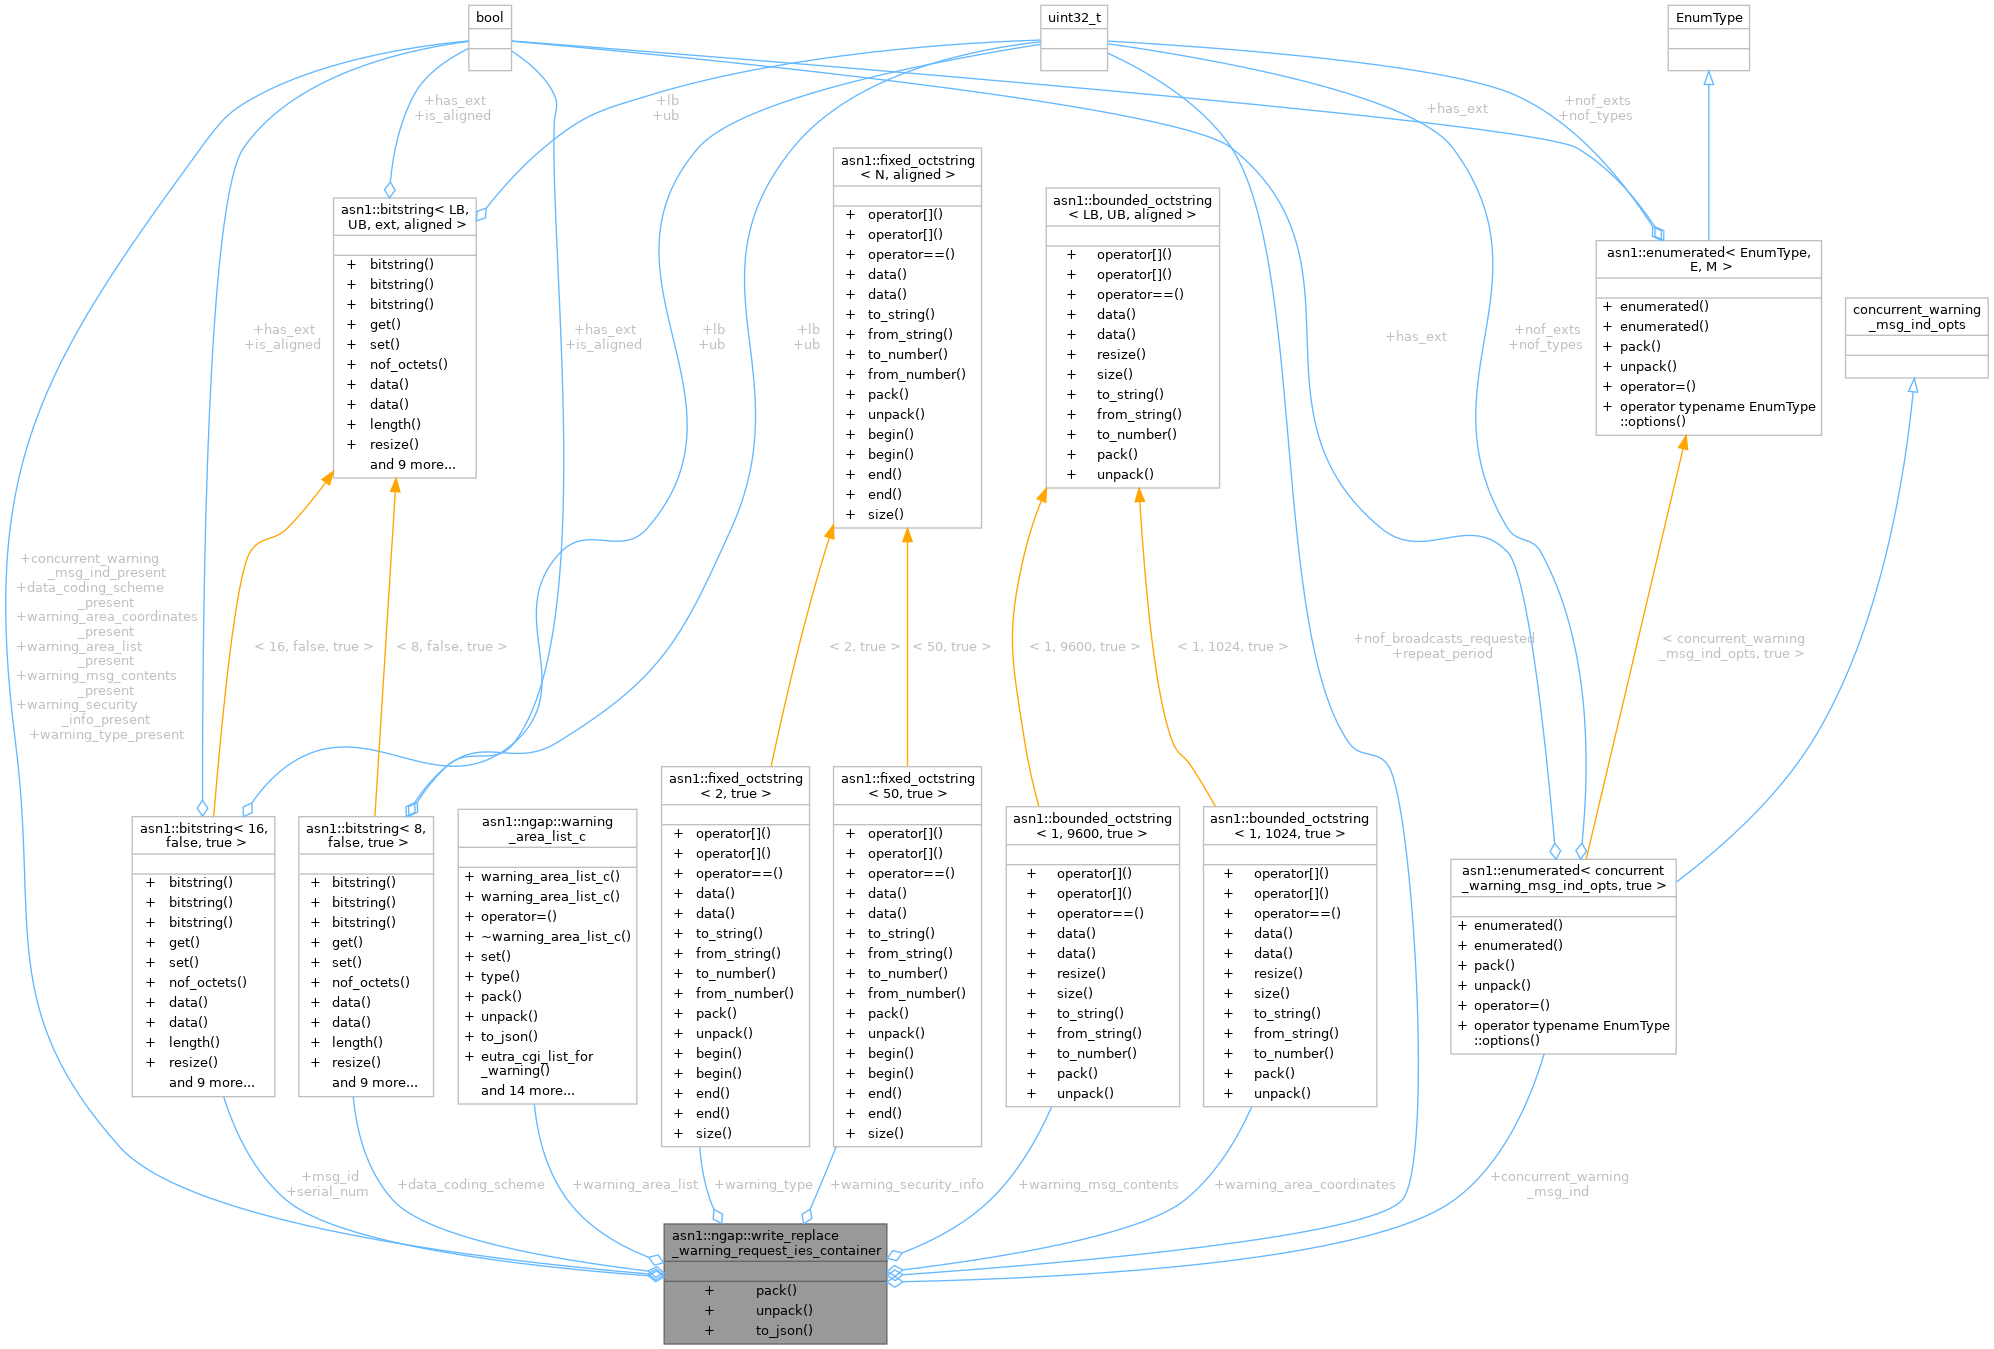 bool
uint32_t
EnumType
+has_ext
+is_aligned
+lb
+ub
+has_ext
+nof_exts
+nof_types
asn1::fixed_octstring
< N, aligned >
+ operator[]()
+ operator[]()
+ operator==()
+ data()
+ data()
+ to_string()
+ from_string()
+ to_number()
+ from_number()
+ pack()
+ unpack()
+ begin()
+ begin()
+ end()
+ end()
+ size()
asn1::bounded_octstring
< LB, UB, aligned >
+ operator[]()
+ operator[]()
+ operator==()
+ data()
+ data()
+ resize()
+ size()
+ to_string()
+ from_string()
+ to_number()
+ pack()
+ unpack()
asn1::bitstring< LB,
UB, ext, aligned >
+ bitstring()
+ bitstring()
+ bitstring()
+ get()
+ set()
+ nof_octets()
+ data()
+ data()
+ length()
+ resize()
and 9 more...
asn1::enumerated< EnumType,
E, M >
+ enumerated()
+ enumerated()
+ pack()
+ unpack()
+ operator=()
+ operator typename EnumType
::options()
concurrent_warning
_msg_ind_opts
+has_ext
+is_aligned
+has_ext
+is_aligned
+lb
+ub
+lb
+ub
+has_ext
+nof_exts
+nof_types
+concurrent_warning
_msg_ind_present
+data_coding_scheme
_present
+warning_area_coordinates
_present
+warning_area_list
_present
+warning_msg_contents
_present
+warning_security
_info_present
+warning_type_present
< 16, false, true >
< 8, false, true >
< 2, true >
< 50, true >
< 1, 9600, true >
< 1, 1024, true >
+nof_broadcasts_requested
+repeat_period
< concurrent_warning
_msg_ind_opts, true >
asn1::bitstring< 16,
false, true >
+ bitstring()
+ bitstring()
+ bitstring()
+ get()
+ set()
+ nof_octets()
+ data()
+ data()
+ length()
+ resize()
and 9 more...
asn1::bitstring< 8,
false, true >
+ bitstring()
+ bitstring()
+ bitstring()
+ get()
+ set()
+ nof_octets()
+ data()
+ data()
+ length()
+ resize()
and 9 more...
asn1::ngap::warning
_area_list_c
+ warning_area_list_c()
+ warning_area_list_c()
+ operator=()
+ ~warning_area_list_c()
+ set()
+ type()
+ pack()
+ unpack()
+ to_json()
+ eutra_cgi_list_for
_warning()
and 14 more...
asn1::fixed_octstring
< 2, true >
+ operator[]()
+ operator[]()
+ operator==()
+ data()
+ data()
+ to_string()
+ from_string()
+ to_number()
+ from_number()
+ pack()
+ unpack()
+ begin()
+ begin()
+ end()
+ end()
+ size()
asn1::fixed_octstring
< 50, true >
+ operator[]()
+ operator[]()
+ operator==()
+ data()
+ data()
+ to_string()
+ from_string()
+ to_number()
+ from_number()
+ pack()
+ unpack()
+ begin()
+ begin()
+ end()
+ end()
+ size()
asn1::bounded_octstring
< 1, 9600, true >
+ operator[]()
+ operator[]()
+ operator==()
+ data()
+ data()
+ resize()
+ size()
+ to_string()
+ from_string()
+ to_number()
+ pack()
+ unpack()
asn1::bounded_octstring
< 1, 1024, true >
+ operator[]()
+ operator[]()
+ operator==()
+ data()
+ data()
+ resize()
+ size()
+ to_string()
+ from_string()
+ to_number()
+ pack()
+ unpack()
asn1::enumerated< concurrent
_warning_msg_ind_opts, true >
+ enumerated()
+ enumerated()
+ pack()
+ unpack()
+ operator=()
+ operator typename EnumType
::options()
+msg_id
+serial_num
+data_coding_scheme
+warning_area_list
+warning_type
+warning_security_info
+warning_msg_contents
+warning_area_coordinates
+concurrent_warning
_msg_ind
asn1::ngap::write_replace
_warning_request_ies_container
+ pack()
+ unpack()
+ to_json()